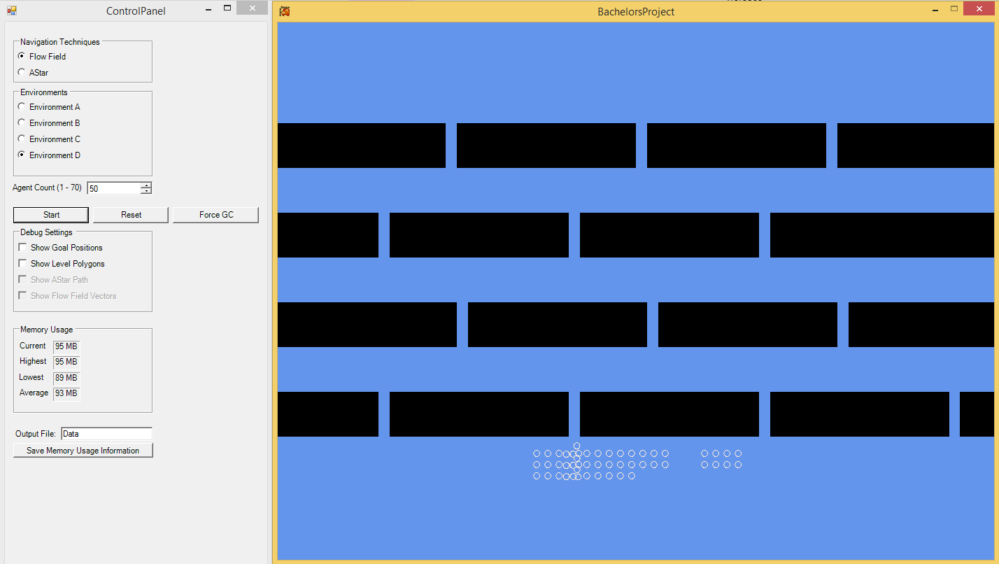 ControlPanel
Navigation Techniques
Flow Field
AStar
Environments
Environment A
Environment B
Environment C
Environment D
Agent Count (1 - 70) 50
Start Reset Force GC
Debug Settings
Show Goal Positions
Show Level Polygons
Show AStar Path
Show Flow Field Vectors
Memory Usage
Current 95 MB
Highest 95 MB
Lowest 89 MB
Average 93 MB
Output File: Data
Save Memory Usage Information
BachelorsProject